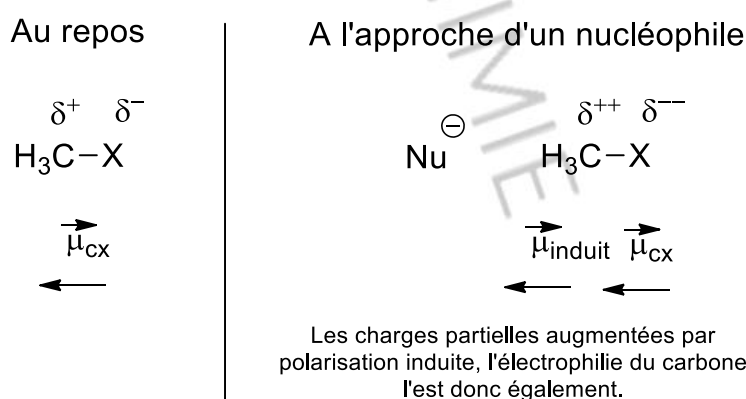 Au repos
A l'approche d'un nucléophile
δ⁺ δ⁻
H₃C–X
μcx
Nu⊖
δ⁺⁺ δ⁻⁻
H₃C–X
μinduit μcx
Les charges partielles augmentées par
polarisation induite, l'électrophilie du carbone
l'est donc également.